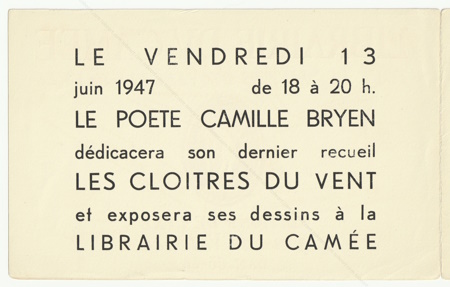 LE VENDREDI 13
juin 1947 de 18 à 20 h.
LE POETE CAMILLE BRYEN
dédicacera son dernier recueil
LES CLOITRES DU VENT
et exposera ses dessins à la
LIBRAIRIE DU CAMÉE